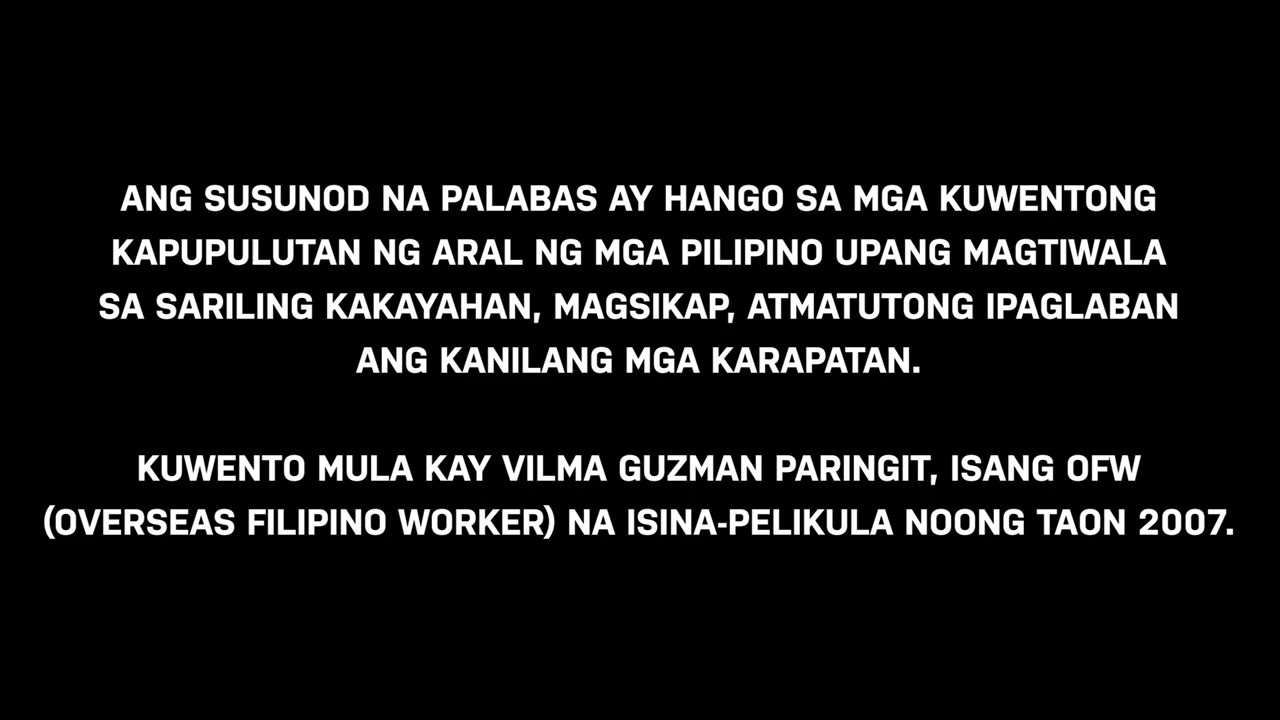 ANG SUSUNOD NA PALABAS AY HANGO SA MGA KUWENTONG
KAPUPULUTAN NG ARAL NG MGA PILIPINO UPANG MAGTIWALA
SA SARILING KAKAYAHAN, MAGSIKAP, ATMATUTONG IPAGLABAN
ANG KANILANG MGA KARAPATAN.
KUWENTO MULA KAY VILMA GUZMAN PARINGIT, ISANG OFW
(OVERSEAS FILIPINO WORKER) NA ISINA-PELIKULA NOONG TAON 2007.